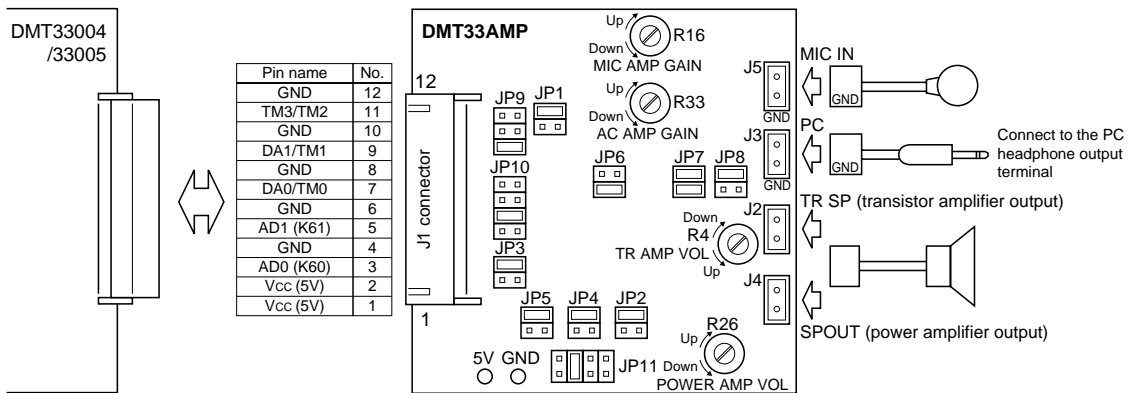 DMT33004
/33005
Pin name No.
GND 12
TM3/TM2 11
GND 10
DA1/TM1 9
GND 8
DA0/TM0 7
GND 6
AD1 (K61) 5
GND 4
AD0 (K60) 3
VCC (5V) 2
VCC (5V) 1
DMT33AMP
12
J1 connector
1
JP9
JP1
JP10
JP3
JP5
JP4
JP2
5V
GND
JP11
Up
R16
Down
MIC AMP GAIN
Up
R33
Down
AC AMP GAIN
JP6
JP7
JP8
Down
R4
TR AMP VOL
Up
R26
Up
Down
POWER AMP VOL
J5
GND
J3
GND
J2
J4
MIC IN
GND
PC
GND
Connect to the PC
headphone output
terminal
TR SP (transistor amplifier output)
SPOUT (power amplifier output)